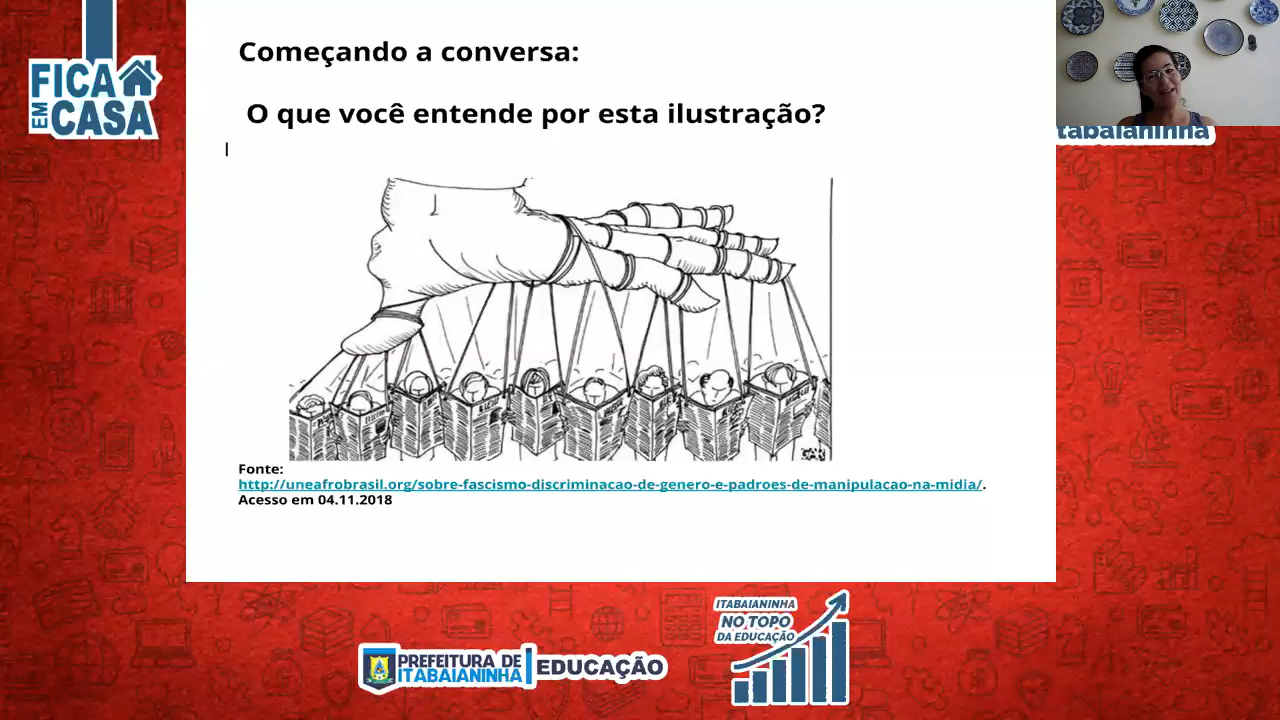 FICA
EM
CASA
Começando a conversa:
O que você entende por esta ilustração?
Fonte:
http://uneafrobrasil.org/sobre-fascismo-discriminacao-de-genero-e-padroes-de-manipulacao-na-midia/.
Acesso em 04.11.2018
itabaianinha
ITABAIANINHA
NO TOPO
DA EDUCAÇÃO
PREFEITURA DE
ITABAIANINHA
EDUCAÇÃO